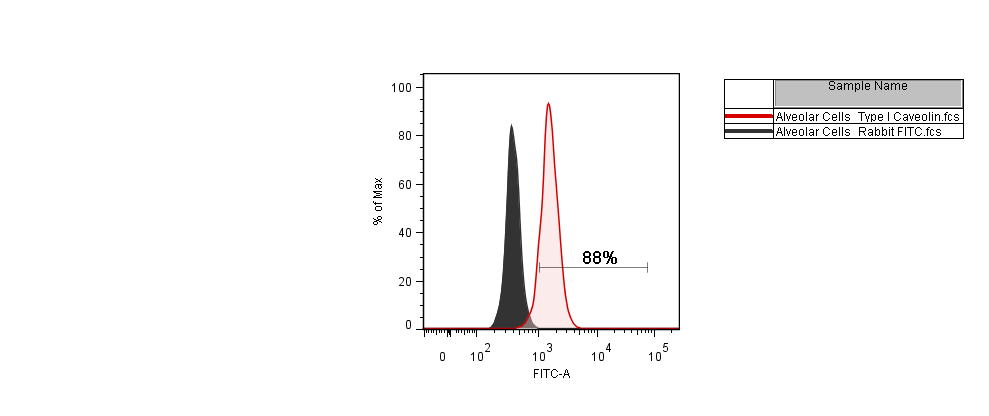 Sample Name
Alveolar Cells Type I Caveolin.fcs
Alveolar Cells Rabbit FITC.fcs
100
80
60
40
20
0
% of Max
88%
0 10^2 10^3 10^4 10^5
FITC-A